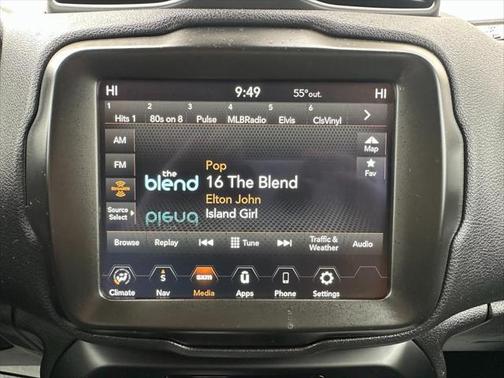 HI 9:49 55° out. HI
1 2 3 4 5 6
Hits 1 80s on 8 Pulse MLBRadio Elvis ClsVinyl
AM
Map
FM
Fav
the
blend
Pop
16 The Blend
Elton John
Island Girl
Source
Select
Browse Replay Tune Traffic & Weather Audio
S
sxm
Climate Nav Media Apps Phone Settings